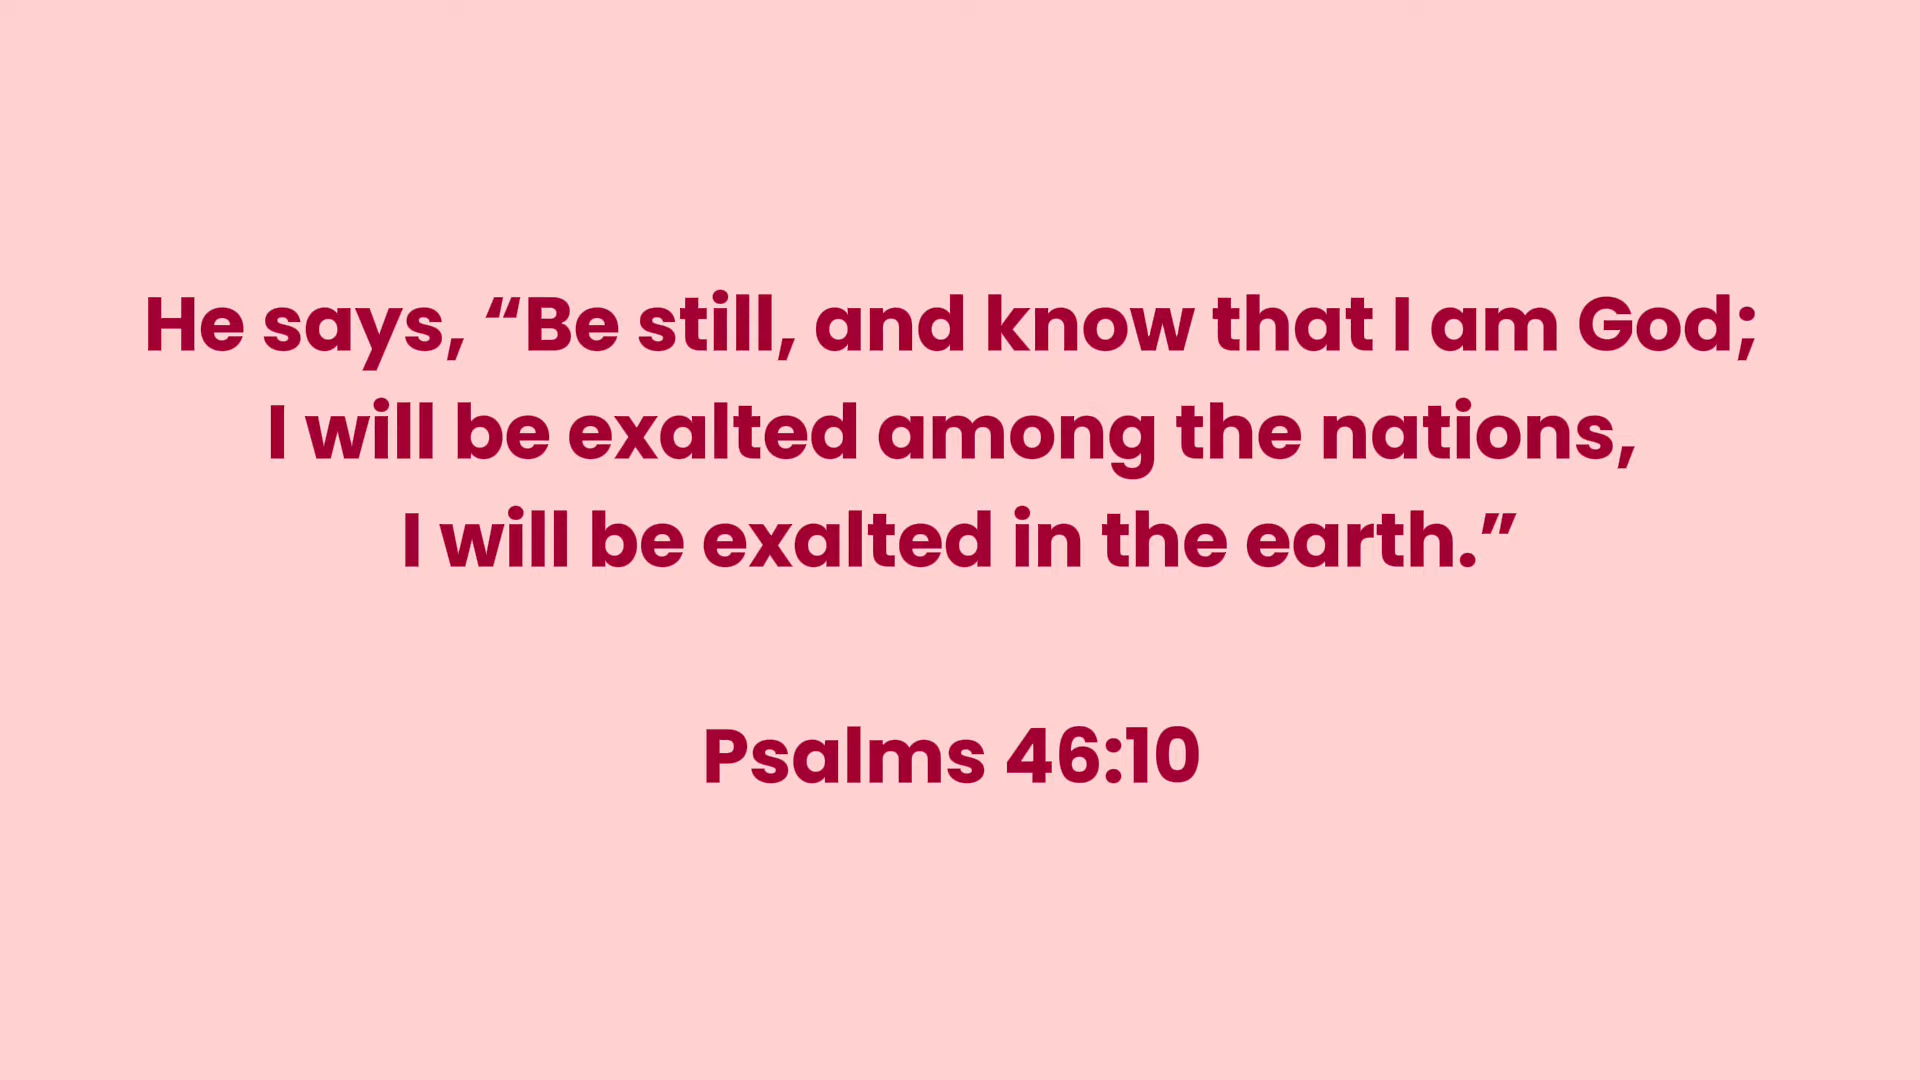 He says, “Be still, and know that I am God;
I will be exalted among the nations,
I will be exalted in the earth.”
Psalms 46:10